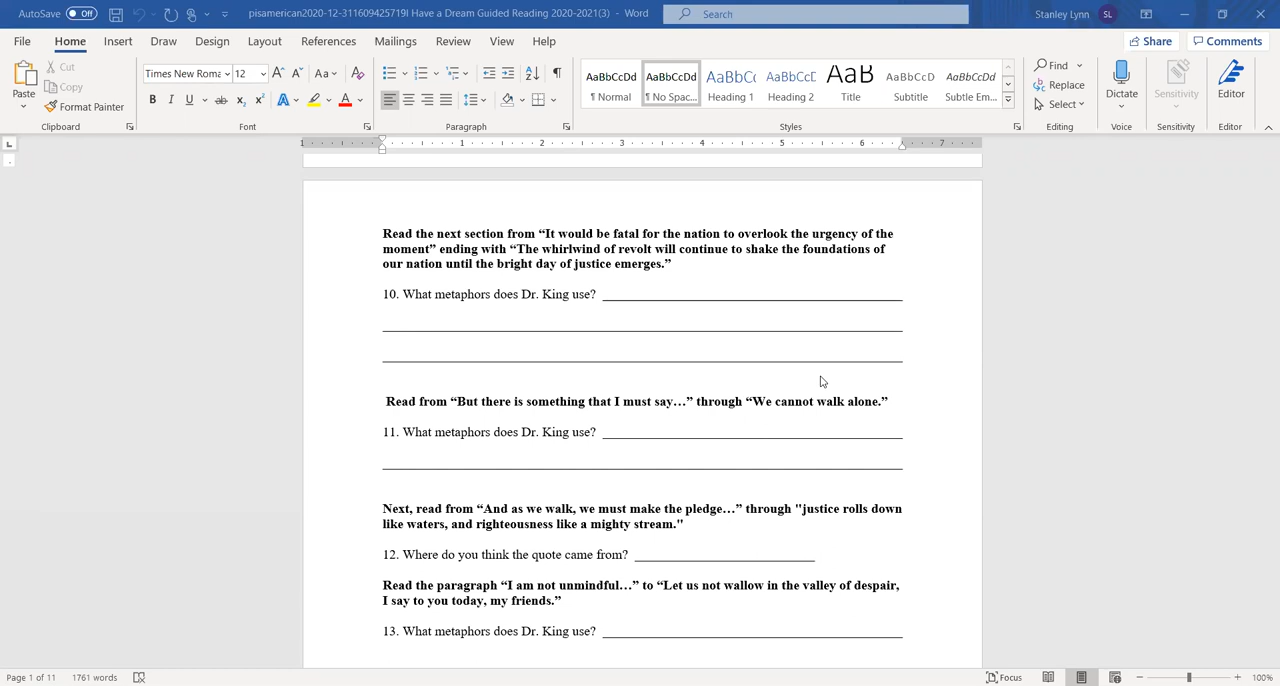 AutoSave Off pisamerican2020-12-311609425719I Have a Dream Guided Reading 2020-2021(3) - Word Search Stanley Lynn SL
File Home Insert Draw Design Layout References Mailings Review View Help Share Comments
Paste Cut Copy Format Painter
Times New Roma 12
AaBbCcDd ¶ Normal
AaBbCcDd ¶ No Spac...
AaBbCc Heading 1
AaBbCcE Heading 2
AaB Title
AaBbCcD Subtitle
AaBbCcDd Subtle Em...
Find
Replace
Select
Dictate
Sensitivity
Editor
Clipboard Font Paragraph Styles Editing Voice Sensitivity Editor
1 1 2 3 4 5 6 7
Read the next section from “It would be fatal for the nation to overlook the urgency of the
moment” ending with “The whirlwind of revolt will continue to shake the foundations of
our nation until the bright day of justice emerges.”
10. What metaphors does Dr. King use?
Read from “But there is something that I must say…” through “We cannot walk alone.”
11. What metaphors does Dr. King use?
Next, read from “And as we walk, we must make the pledge…” through "justice rolls down
like waters, and righteousness like a mighty stream."
12. Where do you think the quote came from?
Read the paragraph “I am not unmindful…” to “Let us not wallow in the valley of despair,
I say to you today, my friends.”
13. What metaphors does Dr. King use?
Page 1 of 11 1761 words Focus 100%